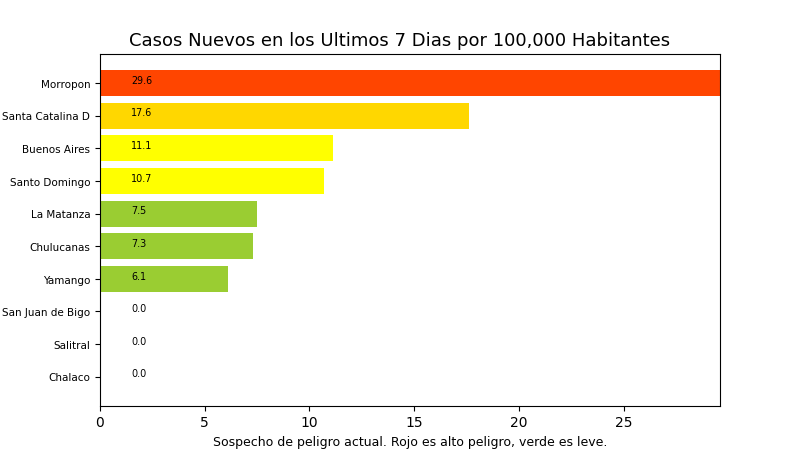 Casos Nuevos en los Ultimos 7 Dias por 100,000 Habitantes
Morropon 29.6
Santa Catalina D 17.6
Buenos Aires 11.1
Santo Domingo 10.7
La Matanza 7.5
Chulucanas 7.3
Yamango 6.1
San Juan de Bigo 0.0
Salitral 0.0
Chalaco 0.0
0 5 10 15 20 25
Sospecho de peligro actual. Rojo es alto peligro, verde es leve.